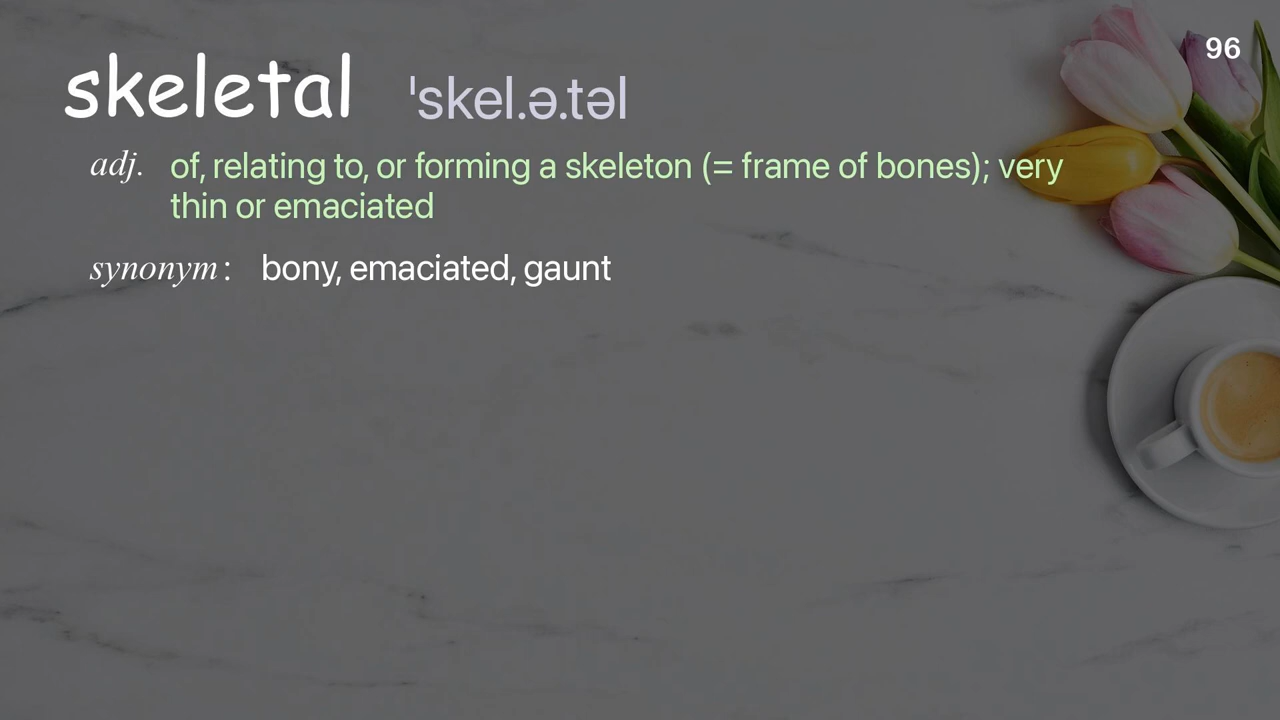 96
skeletal ˈskel.ə.təl
adj. of, relating to, or forming a skeleton (= frame of bones); very
thin or emaciated
synonym: bony, emaciated, gaunt